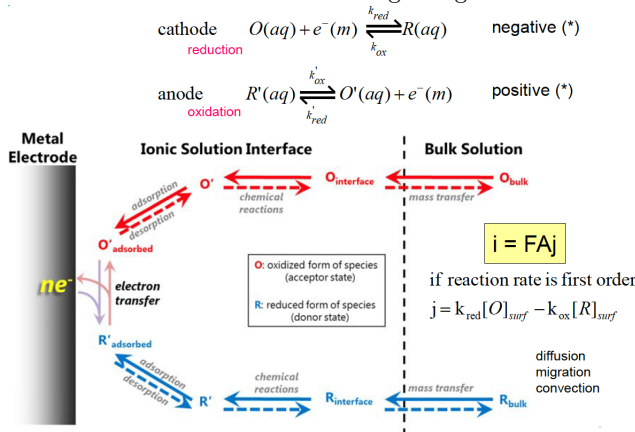 cathode O(aq)+e⁻(m) ⇌ R(aq) negative (*)
k_red
reduction
k_ox
k'_ox
anode R'(aq) ⇌ O'(aq)+e⁻(m) positive (*)
oxidation
k'_red
Metal
Electrode
Ionic Solution Interface
Bulk Solution
O'
O_interface
O_bulk
adsorption
desorption
chemical
reactions
mass transfer
O'_adsorbed
i = FAj
O: oxidized form of species
(acceptor state)
R: reduced form of species
(donor state)
ne⁻
electron
transfer
if reaction rate is first order
j = k_red[O]_surf − k_ox[R]_surf
R'_adsorbed
diffusion
migration
convection
adsorption
desorption
chemical
reactions
mass transfer
R'
R_interface
R_bulk